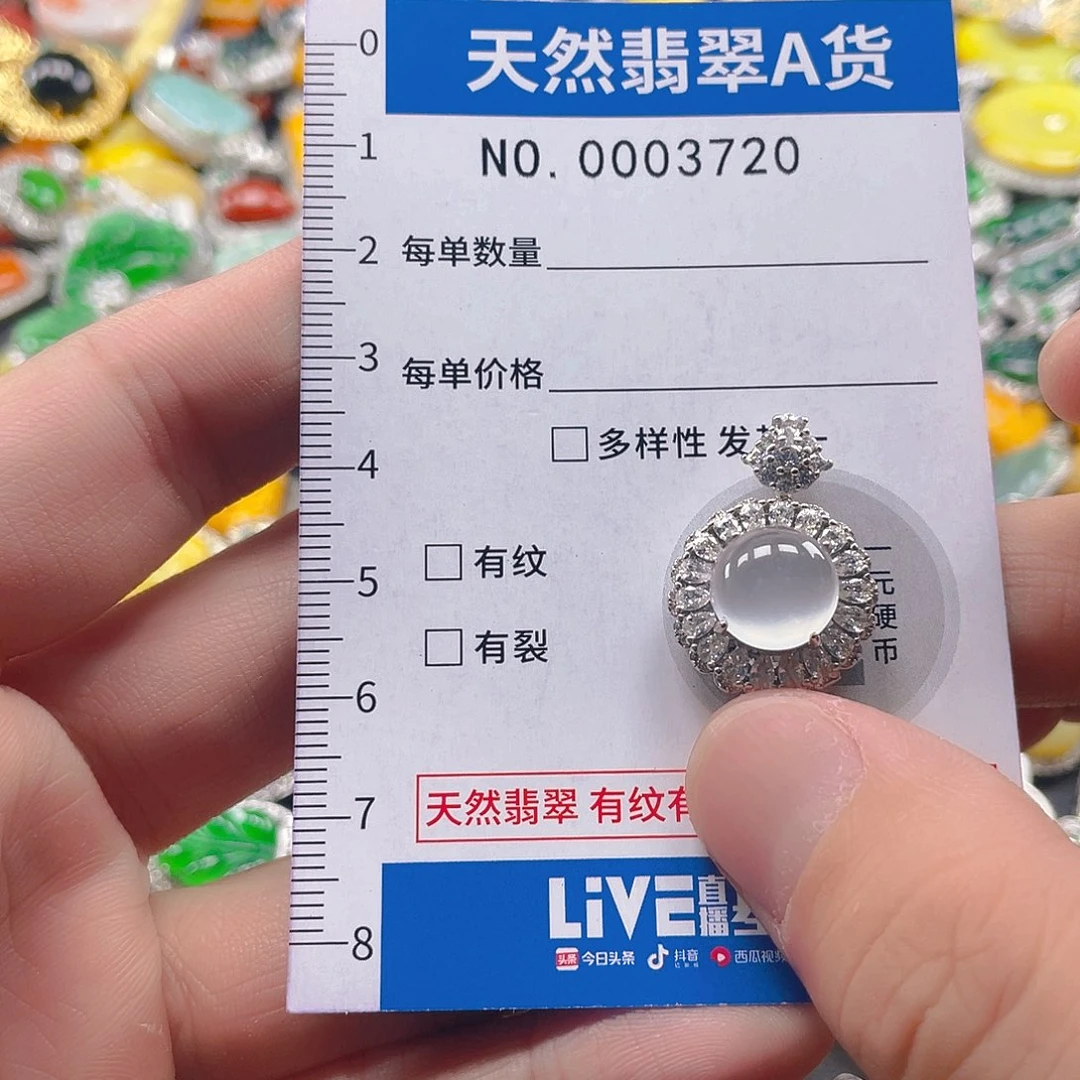 天然翡翠A货
NO. 0003720
0
1
2
3
4
5
6
7
8
每单数量
每单价格
多样性 发
有纹
有裂
元
硬
币
天然翡翠 有纹有
LiVE直播
头条 今日头条 抖音 西瓜视频